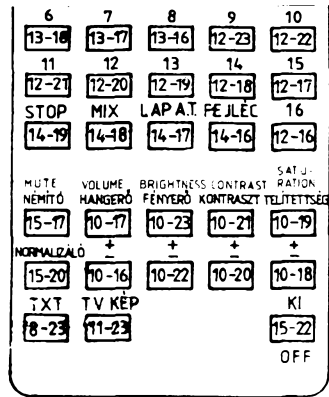 6 7 8 9 10
13-18 13-17 13-16 12-23 12-22
11 12 13 14 15
12-21 12-20 12-19 12-18 12-17
STOP MIX LAP A.T. FEJLÉC 16
14-19 14-18 14-17 14-16 12-16
MUTE VOLUME BRIGHTNESS CONTRAST SATU-
RATION
NÉMÍTÓ HANGERŐ FÉNYERŐ KONTRASZT TELÍTETTSÉG
15-17 10-17 10-23 10-21 10-19
NORMALIZÁLÓ ± ± ± ±
15-20 10-16 10-22 10-20 10-18
TXT TV KÉP KI
8-23 11-23 15-22
OFF